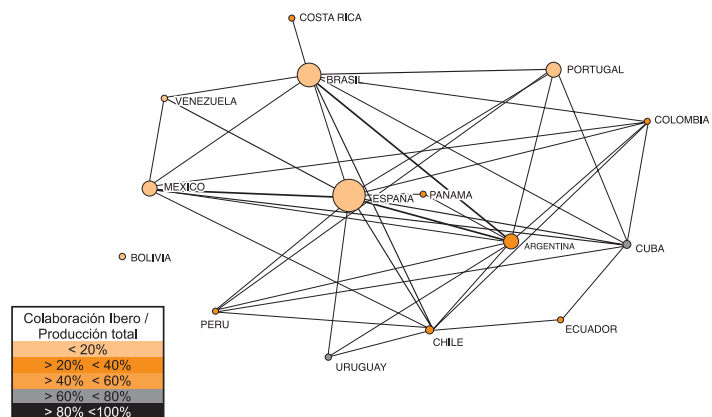 COSTA RICA
BRASIL
PORTUGAL
VENEZUELA
COLOMBIA
MEXICO
ESPAÑA
PANAMA
ARGENTINA
CUBA
BOLIVIA
PERU
ECUADOR
CHILE
URUGUAY
Colaboración Ibero /
Producción total
< 20%
> 20% < 40%
> 40% < 60%
> 60% < 80%
> 80% <100%